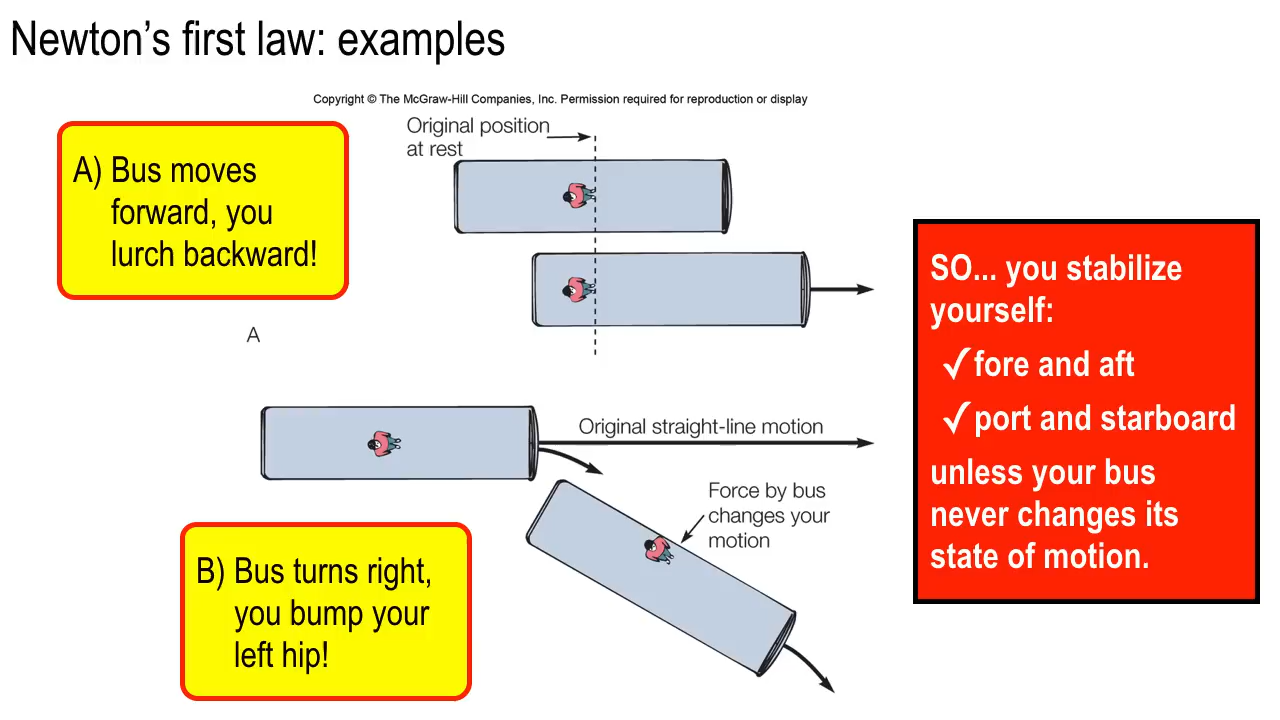 Newton’s first law: examples
Copyright © The McGraw-Hill Companies, Inc. Permission required for reproduction or display
A) Bus moves
forward, you
lurch backward!
Original position
at rest
A
SO... you stabilize
yourself:
✓fore and aft
✓port and starboard
unless your bus
never changes its
state of motion.
Original straight-line motion
Force by bus
changes your
motion
B) Bus turns right,
you bump your
left hip!